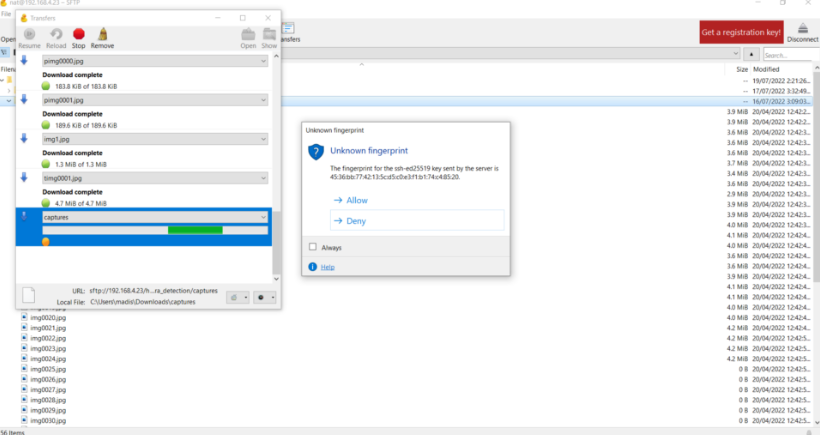 nail@192.168.4.23 – SFTP
File
Transfers
Resume Reload Stop Remove Open Show
Get a registration key!
Disconnect
Search...
pimg0000.jpg
Download complete
183.8 KiB of 183.8 KiB
pimg0001.jpg
Download complete
189.6 KiB of 189.6 KiB
img1.jpg
Download complete
1.3 MiB of 1.3 MiB
timg0001.jpg
Download complete
4.7 MiB of 4.7 MiB
captures
URL: sftp://192.168.4.23/h...ra_detection/captures
Local File: C:\Users\madis\Downloads\captures
Unknown fingerprint
Unknown fingerprint
The fingerprint for the ssh-ed25519 key sent by the server is
45:36:bb:77:42:13:5c:d5:c0:e3:f1:b1:74:c4:85:20.
Allow
Deny
Always
Help
Size Modified
-- 19/07/2022 2:21:26...
-- 17/07/2022 3:32:49...
-- 16/07/2022 3:09:03...
3.9 MiB 20/04/2022 12:42:2...
3.9 MiB 20/04/2022 12:42:2...
3.6 MiB 20/04/2022 12:42:3...
3.6 MiB 20/04/2022 12:42:3...
3.6 MiB 20/04/2022 12:42:3...
3.7 MiB 20/04/2022 12:42:3...
3.4 MiB 20/04/2022 12:42:3...
3.6 MiB 20/04/2022 12:42:3...
2.9 MiB 20/04/2022 12:42:3...
3.9 MiB 20/04/2022 12:42:3...
3.9 MiB 20/04/2022 12:42:3...
4.0 MiB 20/04/2022 12:42:4...
4.1 MiB 20/04/2022 12:42:4...
4.0 MiB 20/04/2022 12:42:4...
3.6 MiB 20/04/2022 12:42:4...
3.6 MiB 20/04/2022 12:42:4...
3.9 MiB 20/04/2022 12:42:4...
4.1 MiB 20/04/2022 12:42:4...
4.1 MiB 20/04/2022 12:42:4...
4.0 MiB 20/04/2022 12:42:4...
img0020.jpg 4.0 MiB 20/04/2022 12:42:4...
img0021.jpg 4.1 MiB 20/04/2022 12:42:4...
img0022.jpg 4.2 MiB 20/04/2022 12:42:5...
img0023.jpg 4.2 MiB 20/04/2022 12:42:5...
img0024.jpg 4.2 MiB 20/04/2022 12:42:5...
img0025.jpg 0 B 20/04/2022 12:42:5...
img0026.jpg 0 B 20/04/2022 12:42:5...
img0027.jpg 0 B 20/04/2022 12:42:5...
img0028.jpg 0 B 20/04/2022 12:42:5...
img0029.jpg 0 B 20/04/2022 12:42:5...
img0030.jpg 0 B 20/04/2022 12:42:5...
56 Items